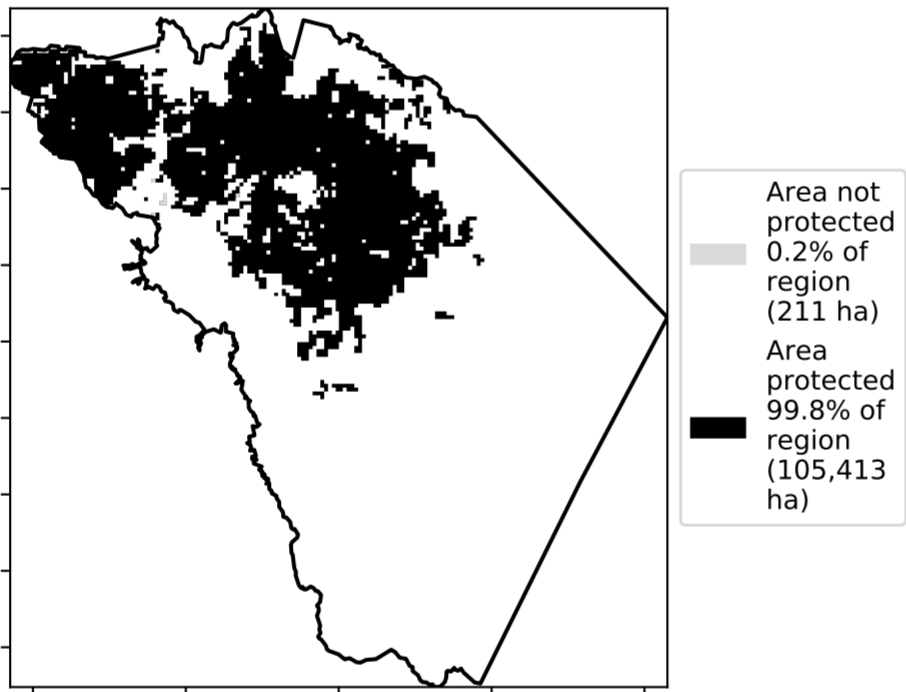 Area not
protected
0.2% of
region
(211 ha)
Area
protected
99.8% of
region
(105,413
ha)